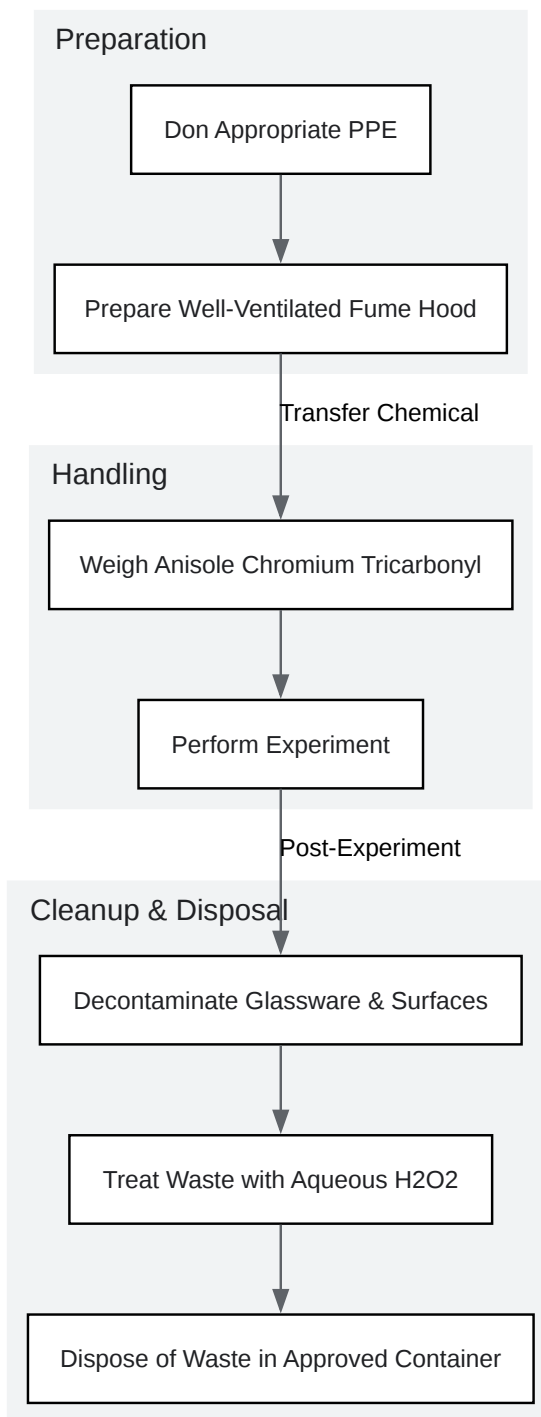 Preparation
Don Appropriate PPE
Prepare Well-Ventilated Fume Hood
Transfer Chemical
Handling
Weigh Anisole Chromium Tricarbonyl
Perform Experiment
Post-Experiment
Cleanup & Disposal
Decontaminate Glassware & Surfaces
Treat Waste with Aqueous H2O2
Dispose of Waste in Approved Container